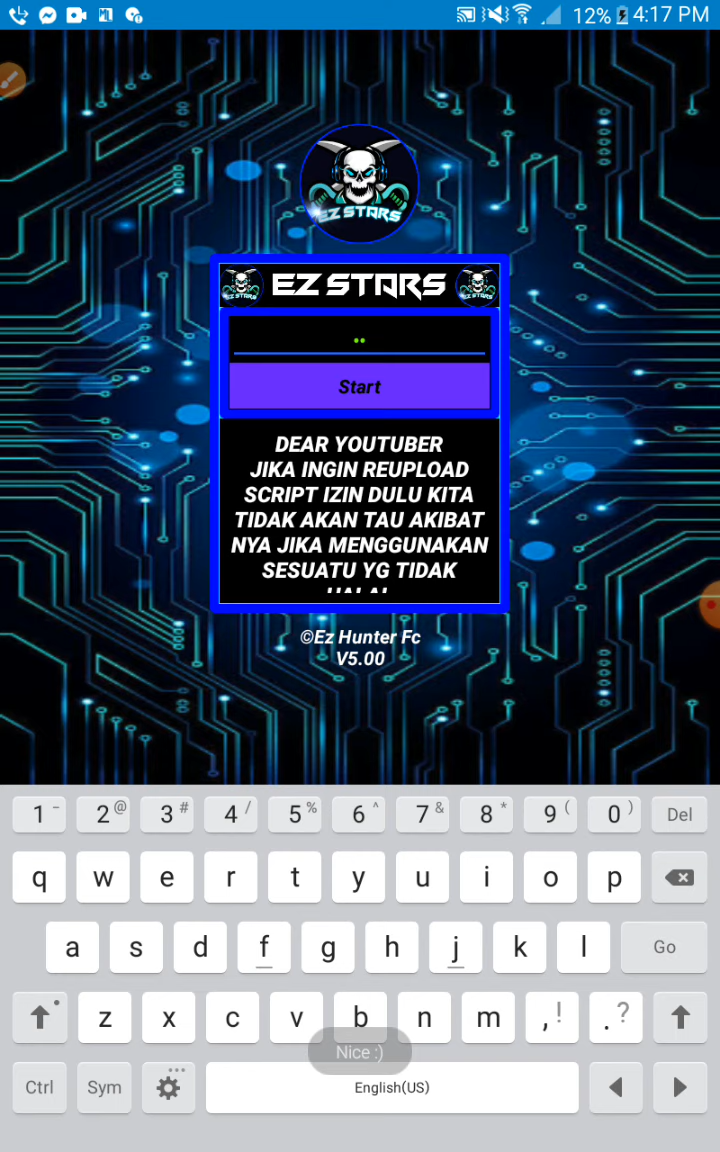 12% 4:17 PM
EZ STARS
EZ STARS
Start
DEAR YOUTUBER
JIKA INGIN REUPLOAD
SCRIPT IZIN DULU KITA
TIDAK AKAN TAU AKIBAT
NYA JIKA MENGGUNAKAN
SESUATU YG TIDAK
©Ez Hunter Fc
V5.00
1 - 2 @ 3 # 4 / 5 % 6 ^ 7 & 8 * 9 ( 0 ) Del
q w e r t y u i o p
a s d f g h j k l Go
z x c v b n m , ! . ?
Nice :)
Ctrl Sym English(US)